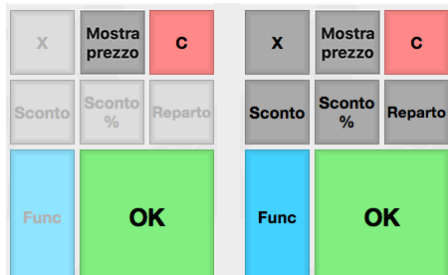 X
Mostra
prezzo
C
Sconto
Sconto
%
Reparto
Func
OK
X
Mostra
prezzo
C
Sconto
Sconto
%
Reparto
Func
OK